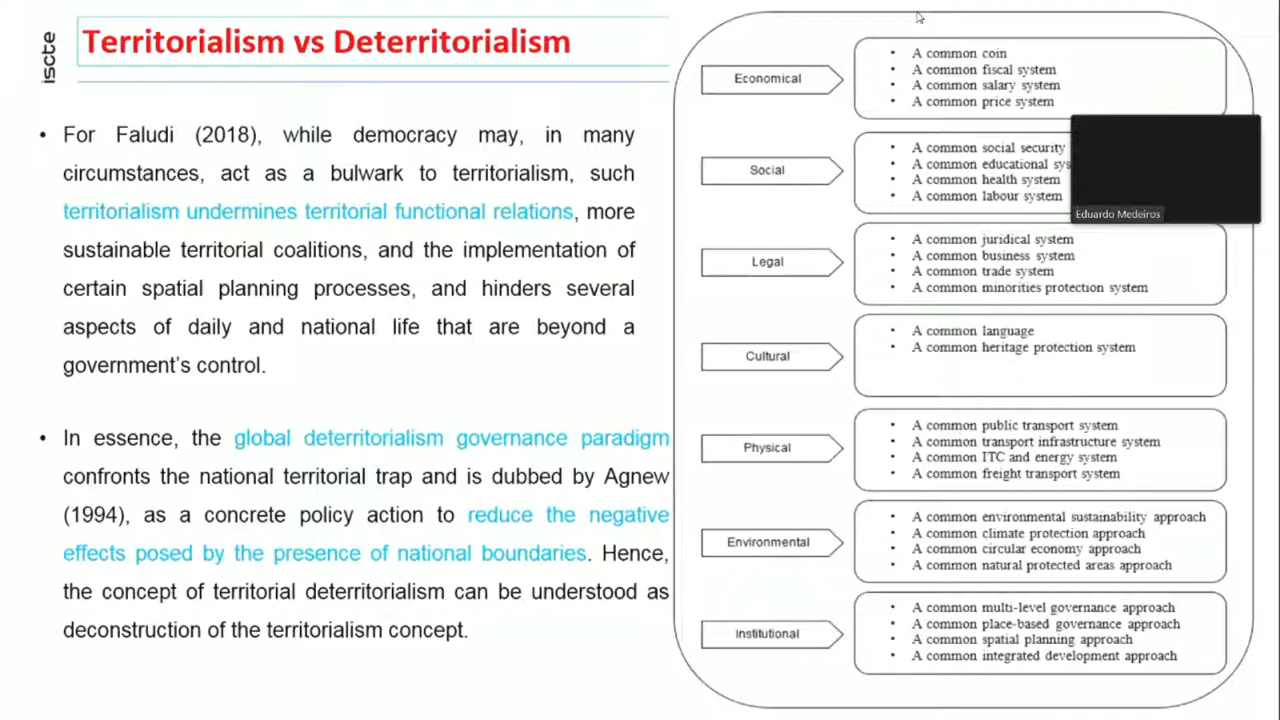 iscte
Territorialism vs Deterritorialism
• For Faludi (2018), while democracy may, in many
circumstances, act as a bulwark to territorialism, such
territorialism undermines territorial functional relations, more
sustainable territorial coalitions, and the implementation of
certain spatial planning processes, and hinders several
aspects of daily and national life that are beyond a
government's control.
• In essence, the global deterritorialism governance paradigm
confronts the national territorial trap and is dubbed by Agnew
(1994), as a concrete policy action to reduce the negative
effects posed by the presence of national boundaries. Hence,
the concept of territorial deterritorialism can be understood as
deconstruction of the territorialism concept.
Economical
• A common coin
• A common fiscal system
• A common salary system
• A common price system
Social
• A common social security
• A common educational sys
• A common health system
• A common labour system
Eduardo Medeiros
Legal
• A common juridical system
• A common business system
• A common trade system
• A common minorities protection system
Cultural
• A common language
• A common heritage protection system
Physical
• A common public transport system
• A common transport infrastructure system
• A common ITC and energy system
• A common freight transport system
Environmental
• A common environmental sustainability approach
• A common climate protection approach
• A common circular economy approach
• A common natural protected areas approach
Institutional
• A common multi-level governance approach
• A common place-based governance approach
• A common spatial planning approach
• A common integrated development approach